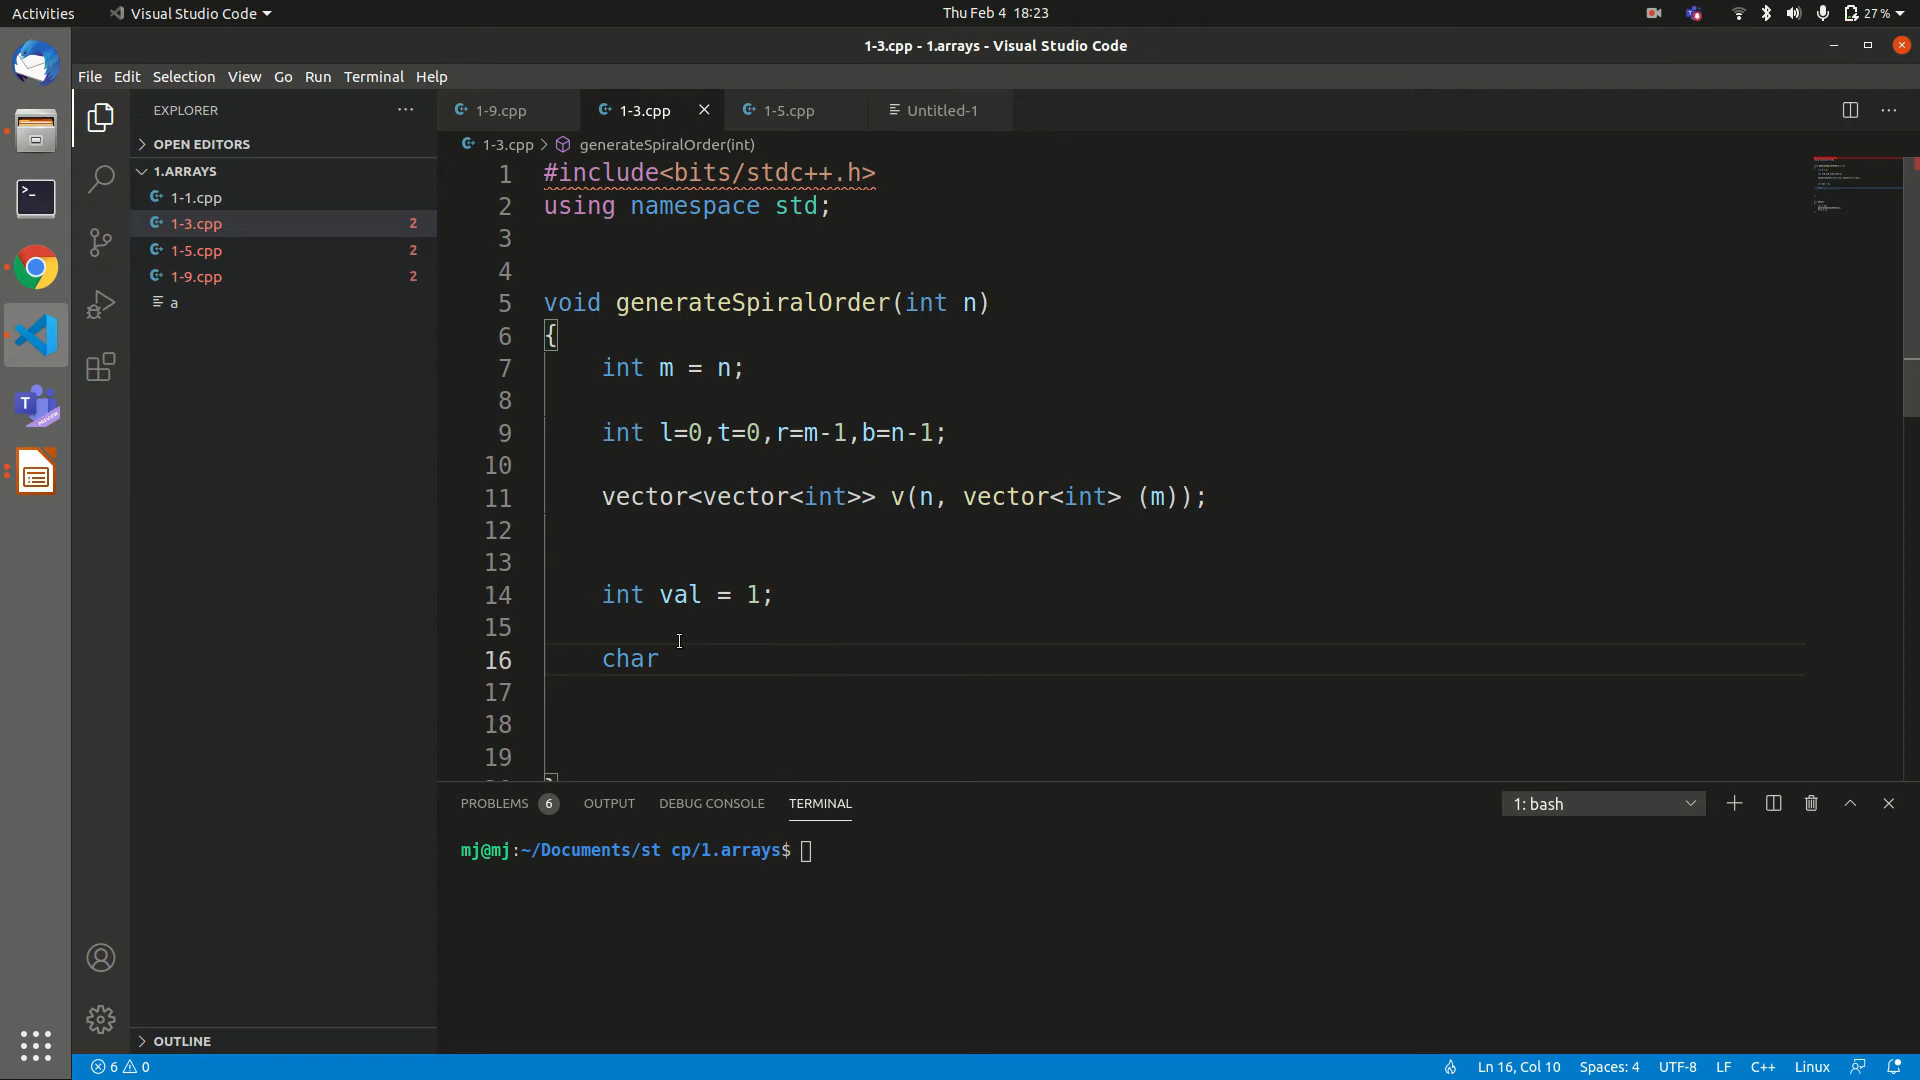 Activities
Visual Studio Code
Thu Feb 4 18:23
27 %
1-3.cpp - 1.arrays - Visual Studio Code
File Edit Selection View Go Run Terminal Help
EXPLORER
OPEN EDITORS
1.ARRAYS
1-1.cpp
1-3.cpp 2
1-5.cpp 2
1-9.cpp 2
a
OUTLINE
1-9.cpp
1-3.cpp
1-5.cpp
Untitled-1
1-3.cpp > generateSpiralOrder(int)
1 #include<bits/stdc++.h>
2 using namespace std;
3
4
5 void generateSpiralOrder(int n)
6 {
7 int m = n;
8
9 int l=0,t=0,r=m-1,b=n-1;
10
11 vector<vector<int>> v(n, vector<int> (m));
12
13
14 int val = 1;
15
16 char
17
18
19
PROBLEMS 6 OUTPUT DEBUG CONSOLE TERMINAL
1: bash
mj@mj:~/Documents/st cp/1.arrays$
6 0
Ln 16, Col 10 Spaces: 4 UTF-8 LF C++ Linux